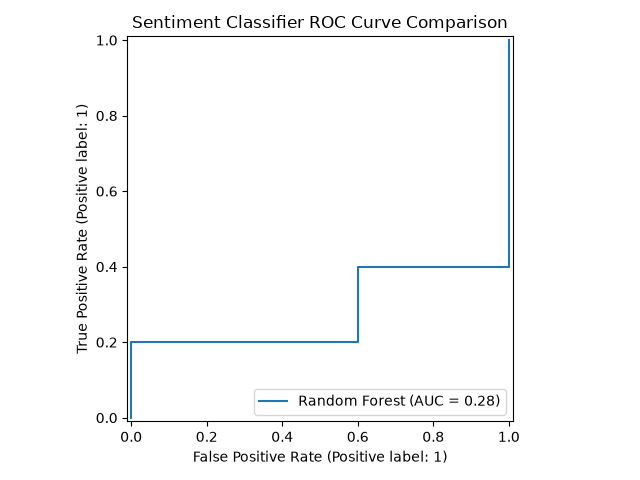 Sentiment Classifier ROC Curve Comparison
True Positive Rate (Positive label: 1)
1.0
0.8
0.6
0.4
0.2
0.0
Random Forest (AUC = 0.28)
0.0 0.2 0.4 0.6 0.8 1.0
False Positive Rate (Positive label: 1)